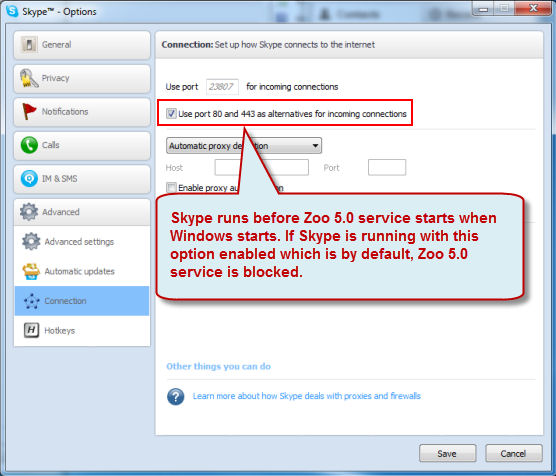 Skype™ - Options
General
Privacy
Notifications
Calls
IM & SMS
Advanced
Advanced settings
Automatic updates
Connection
Hotkeys
Connection: Set up how Skype connects to the internet
Use port 23807 for incoming connections
Use port 80 and 443 as alternatives for incoming connections
Automatic proxy de
Host Port
Enable proxy au
Skype runs before Zoo 5.0 service starts when
Windows starts. If Skype is running with this
option enabled which is by default, Zoo 5.0
service is blocked.
Other things you can do
Learn more about how Skype deals with proxies and firewalls
Save Cancel